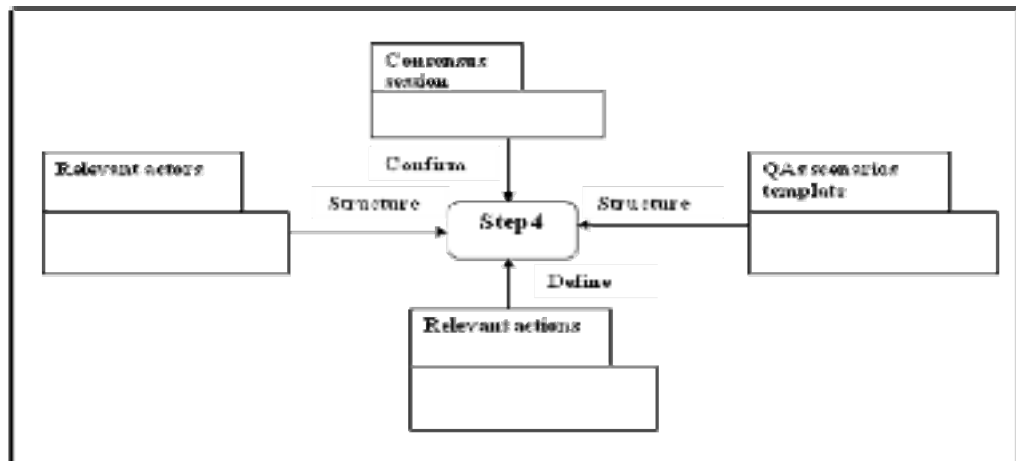 Consensus
session
Relevant actors
Confirm
QAs scenarios
template
Structure
Structure
Step 4
Define
Relevant actions